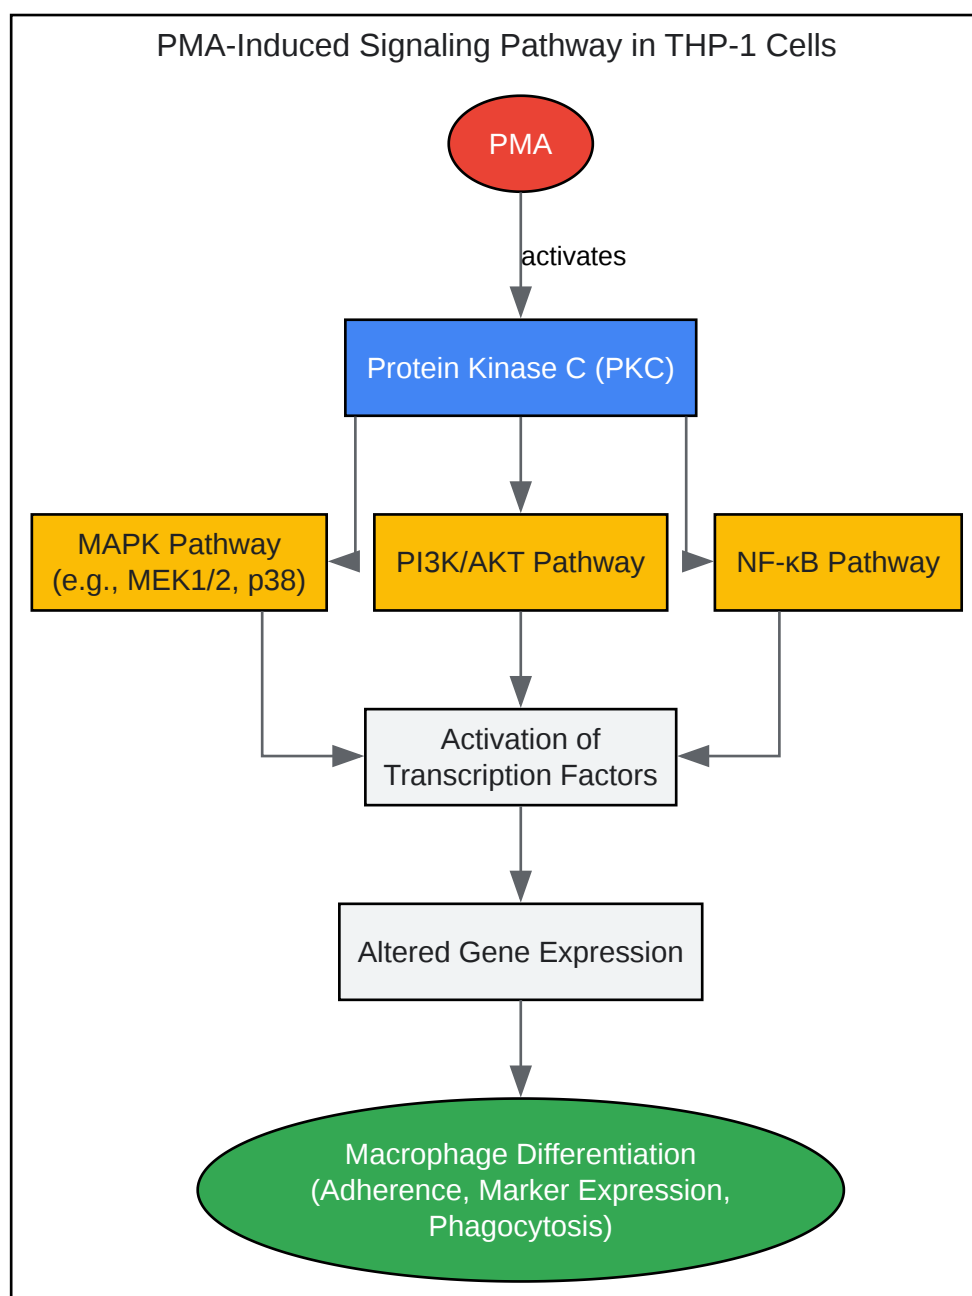 PMA-Induced Signaling Pathway in THP-1 Cells
PMA
activates
Protein Kinase C (PKC)
MAPK Pathway
(e.g., MEK1/2, p38)
PI3K/AKT Pathway
NF-κB Pathway
Activation of
Transcription Factors
Altered Gene Expression
Macrophage Differentiation
(Adherence, Marker Expression,
Phagocytosis)